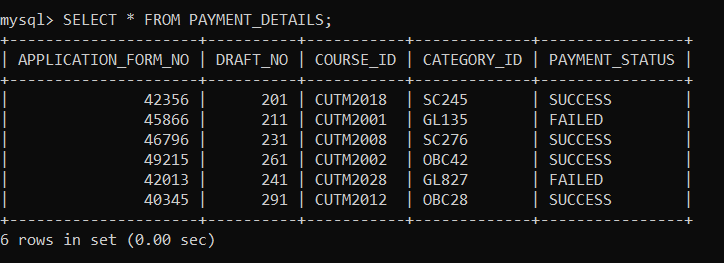 mysql> SELECT * FROM PAYMENT_DETAILS;
+---------------------+----------+-----------+-------------+----------------+
| APPLICATION_FORM_NO | DRAFT_NO | COURSE_ID | CATEGORY_ID | PAYMENT_STATUS |
+---------------------+----------+-----------+-------------+----------------+
|               42356 |      201 | CUTM2018  | SC245       | SUCCESS        |
|               45866 |      211 | CUTM2001  | GL135       | FAILED         |
|               46796 |      231 | CUTM2008  | SC276       | SUCCESS        |
|               49215 |      261 | CUTM2002  | OBC42       | SUCCESS        |
|               42013 |      241 | CUTM2028  | GL827       | FAILED         |
|               40345 |      291 | CUTM2012  | OBC28       | SUCCESS        |
+---------------------+----------+-----------+-------------+----------------+
6 rows in set (0.00 sec)